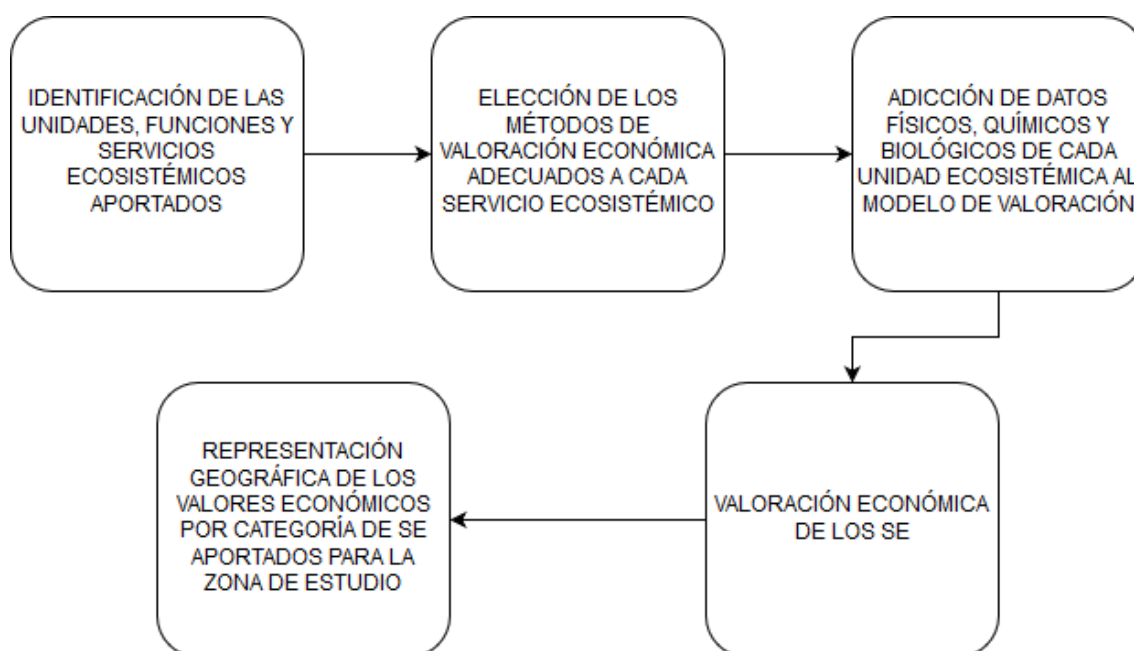 IDENTIFICACIÓN DE LAS
UNIDADES, FUNCIONES Y
SERVICIOS
ECOSISTÉMICOS
APORTADOS
ELECCIÓN DE LOS
MÉTODOS DE
VALORACIÓN ECONÓMICA
ADECUADOS A CADA
SERVICIO ECOSISTÉMICO
ADICCIÓN DE DATOS
FÍSICOS, QUÍMICOS Y
BIOLÓGICOS DE CADA
UNIDAD ECOSISTÉMICA AL
MODELO DE VALORACIÓN
VALORACIÓN ECONÓMICA
DE LOS SE
REPRESENTACIÓN
GEOGRÁFICA DE LOS
VALORES ECONÓMICOS
POR CATEGORÍA DE SE
APORTADOS PARA LA
ZONA DE ESTUDIO